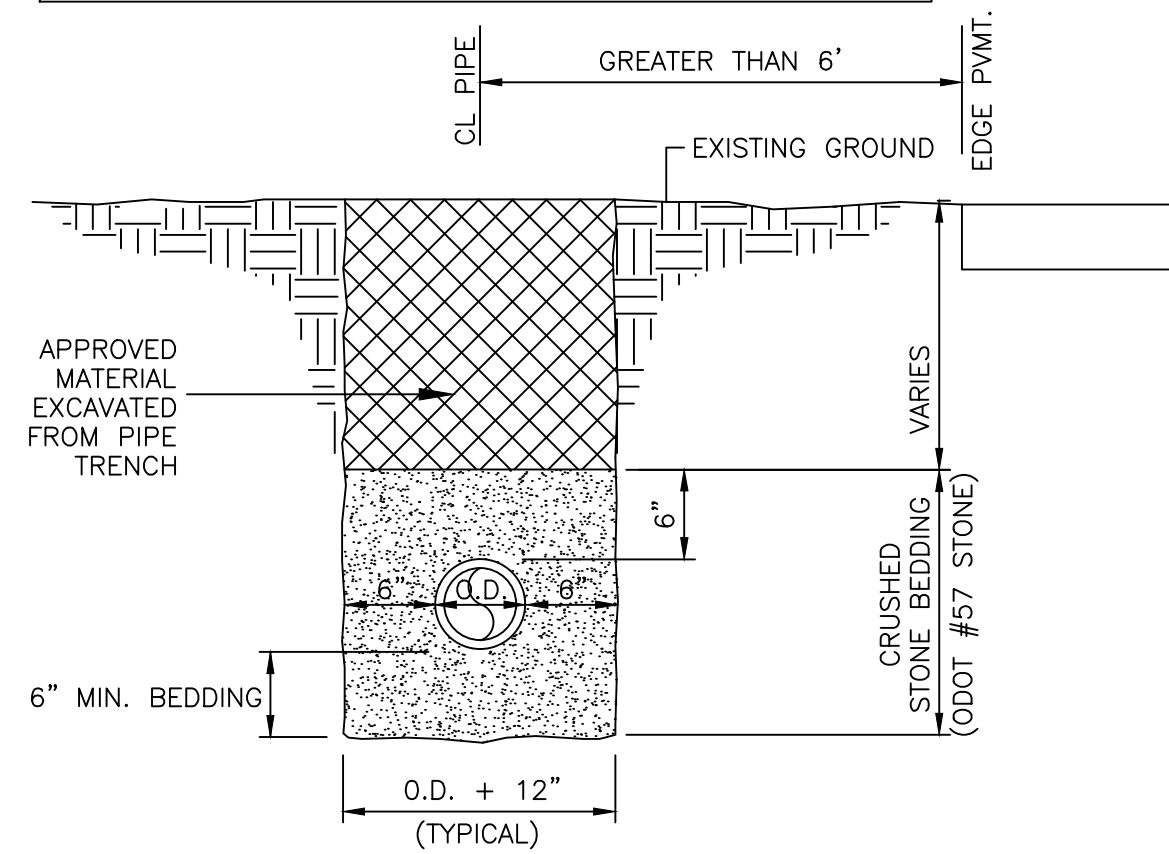 CL PIPE
GREATER THAN 6'
EDGE PVMT.
EXISTING GROUND
APPROVED
MATERIAL
EXCAVATED
FROM PIPE
TRENCH
VARIES
6"
6"
O.D.
6"
CRUSHED
STONE BEDDING
(ODOT #57 STONE)
6" MIN. BEDDING
O.D. + 12"
(TYPICAL)